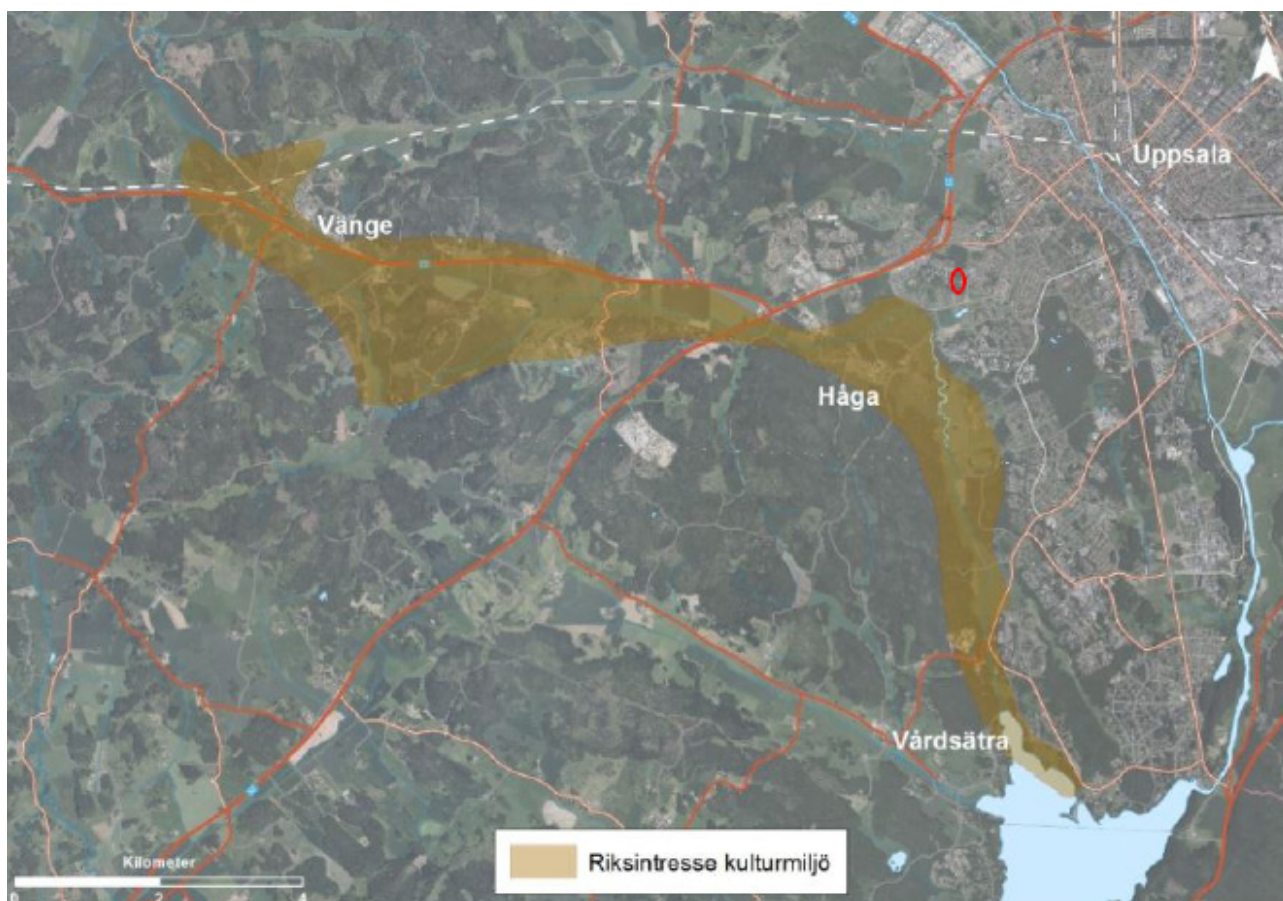 Uppsala
Vänge
Håga
Vårdsätra
Kilometer
0 2 4
Riksintresse kulturmiljö